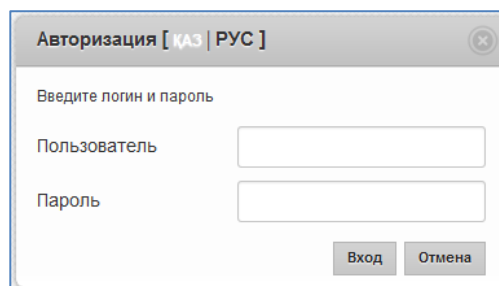 Авторизация [ ҚАЗ | РУС ]
Введите логин и пароль
Пользователь
Пароль
Вход Отмена